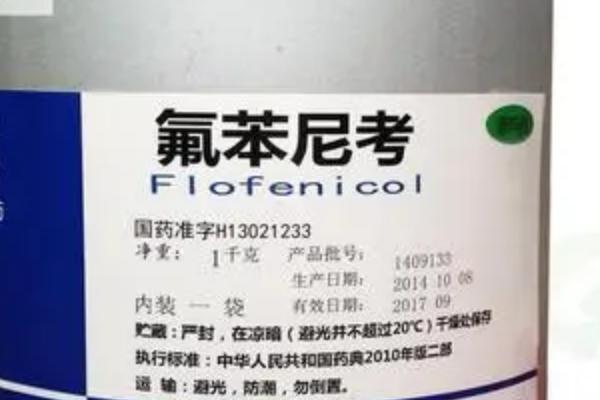 氟苯尼考
Flofenicol
国药准字H13021233
净重： 1千克 产品批号： 1409133
生产日期： 2014 10 08
内装 一 袋 有效日期： 2017 09
贮藏：严封，在凉暗（避光并不超过20℃）干燥处保存
执行标准：中华人民共和国药典2010年版二部
运 输：避光，防潮，勿倒置。